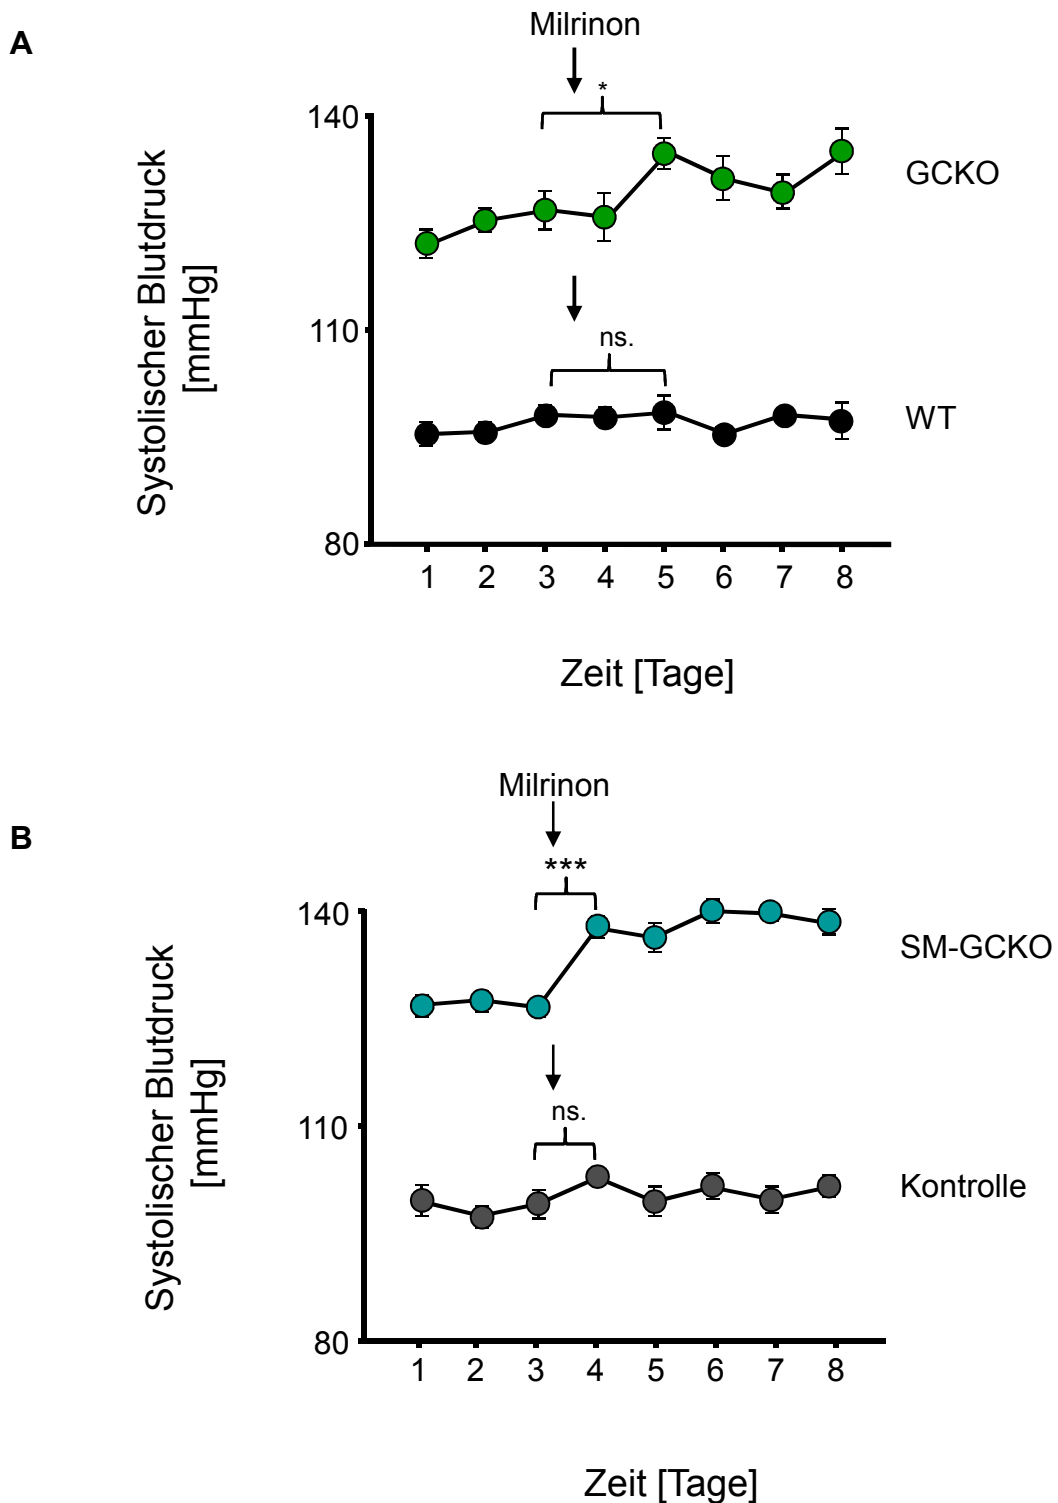 A
Milrinon
*
140
GCKO
Systolischer Blutdruck
[mmHg]
110
ns.
WT
80
1 2 3 4 5 6 7 8
Zeit [Tage]
Milrinon
B
***
140
SM-GCKO
Systolischer Blutdruck
[mmHg]
110
ns.
Kontrolle
80
1 2 3 4 5 6 7 8
Zeit [Tage]